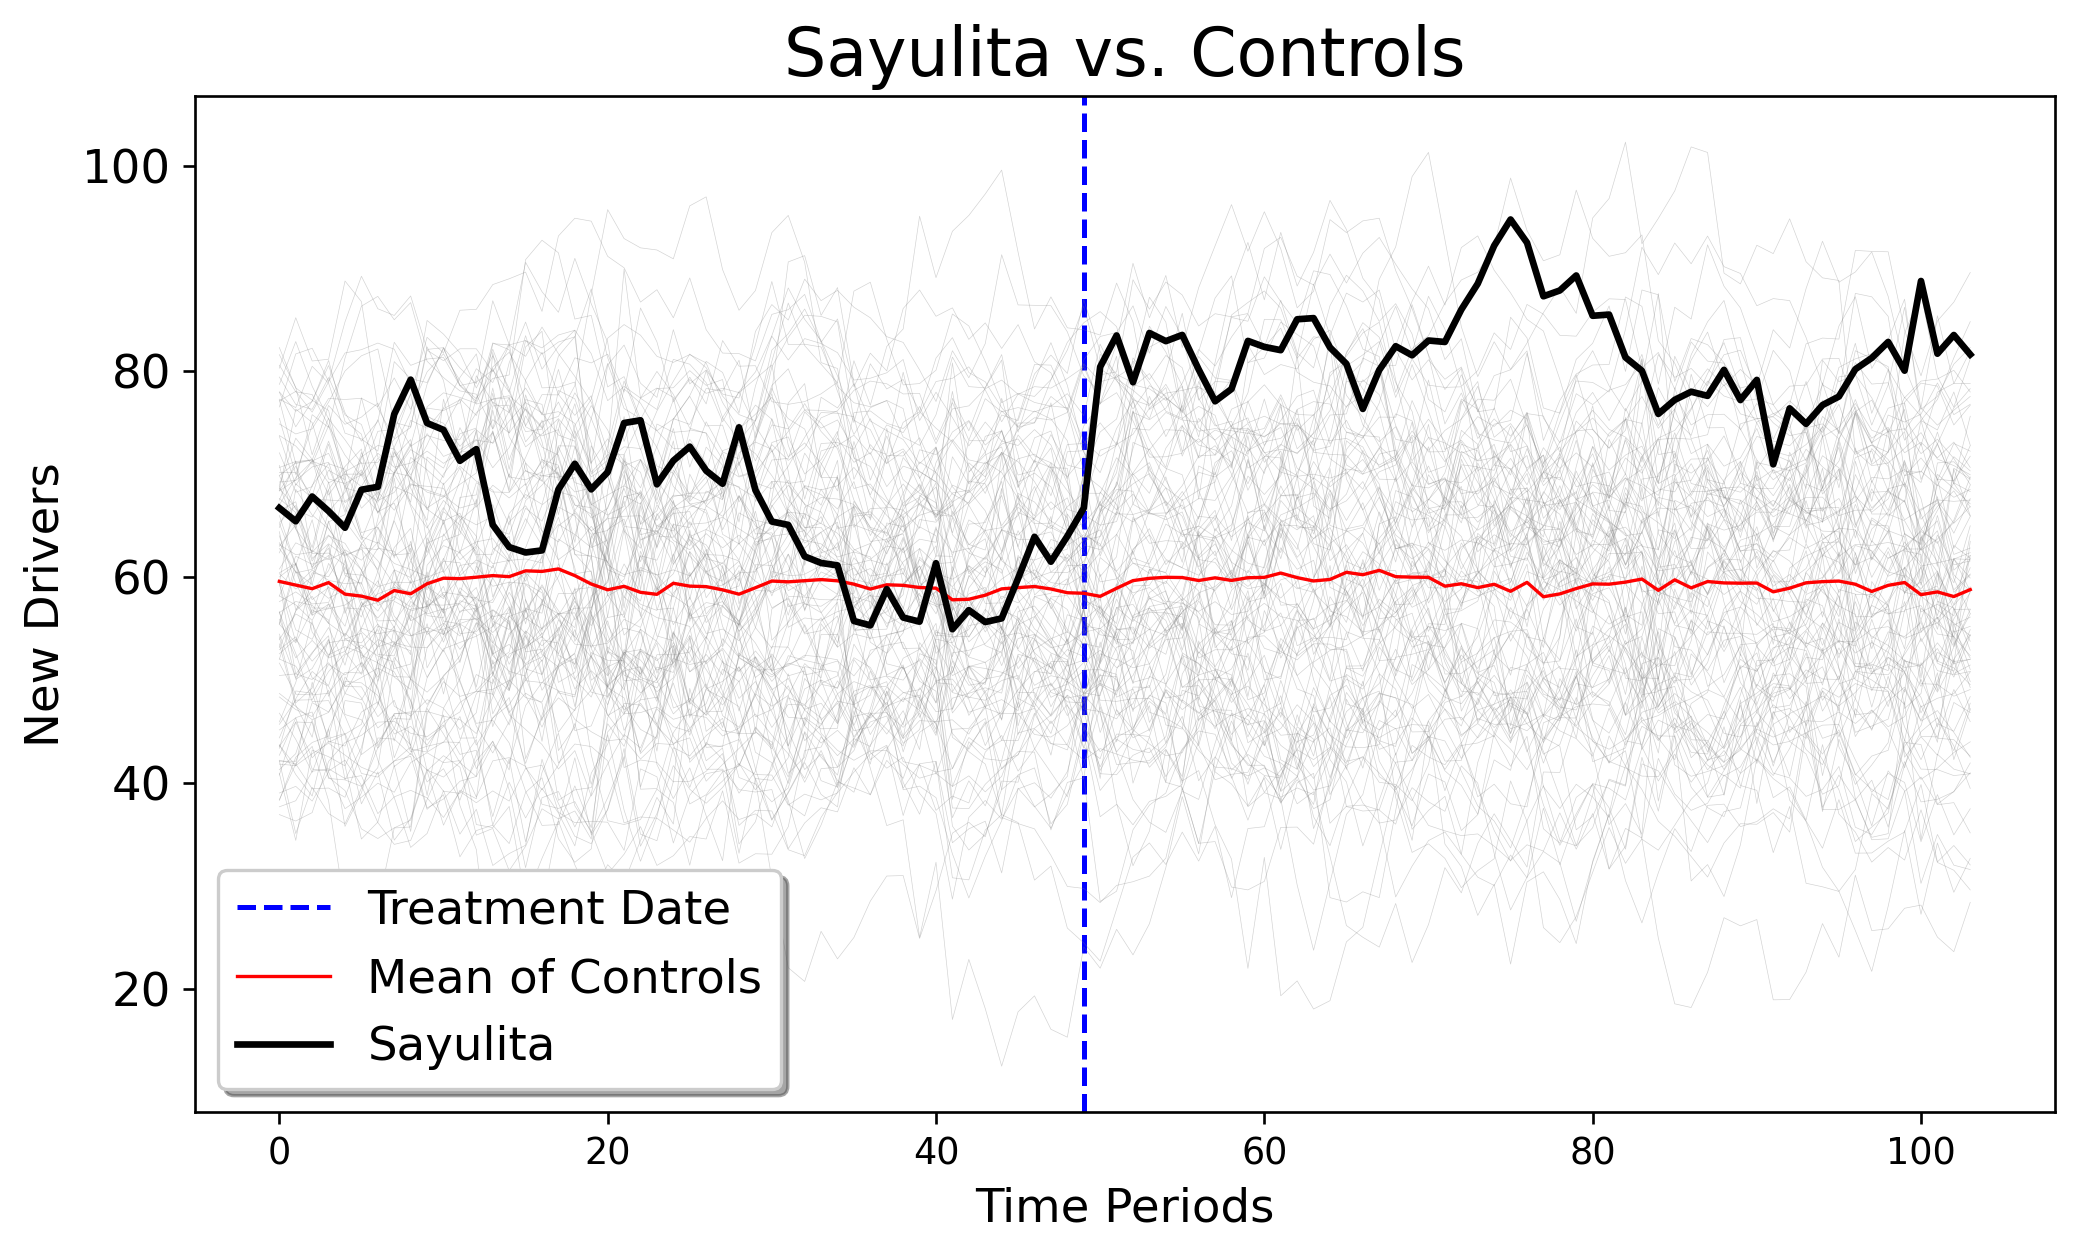 Sayulita vs. Controls
New Drivers
100
80
60
40
20
Treatment Date
Mean of Controls
Sayulita
0 20 40 60 80 100
Time Periods